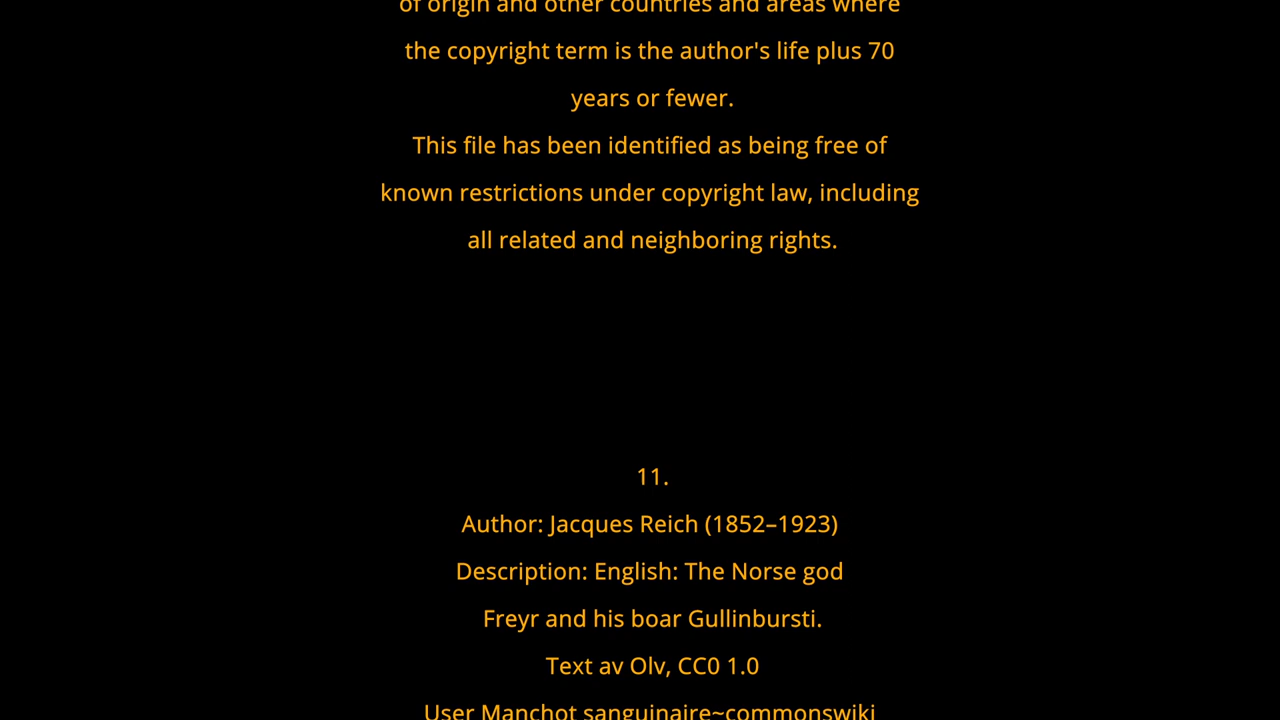 of origin and other countries and areas where
the copyright term is the author's life plus 70
years or fewer.
This file has been identified as being free of
known restrictions under copyright law, including
all related and neighboring rights.
11.
Author: Jacques Reich (1852–1923)
Description: English: The Norse god
Freyr and his boar Gullinbursti.
Text av Olv, CC0 1.0
User Manchot sanguinaire~commonswiki